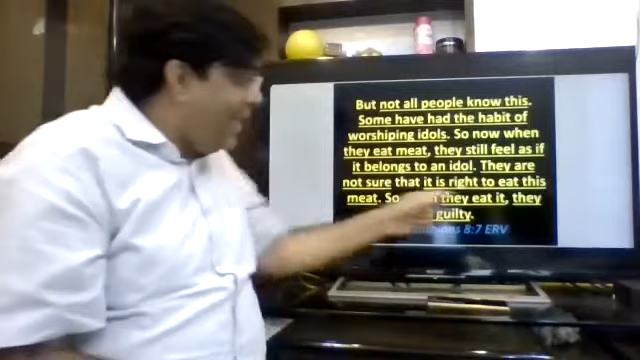 But not all people know this.
Some have had the habit of
worshiping idols. So now when
they eat meat, they still feel as if
it belongs to an idol. They are
not sure that it is right to eat this
meat. So they eat it, they
guilty.
8:7 ERV